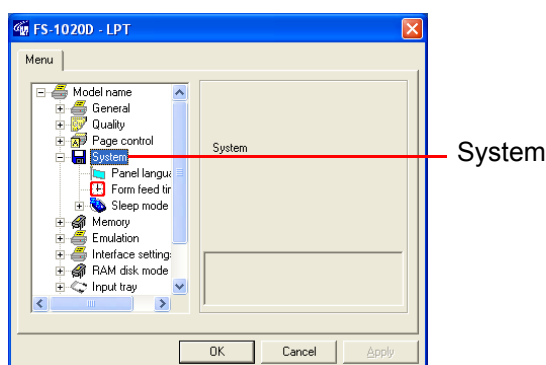 FS-1020D - LPT
Menu
Model name
General
Quality
Page control
System
Panel langua
Form feed tir
Sleep mode
Memory
Emulation
Interface setting:
RAM disk mode
Input tray
System
System
OK Cancel Apply